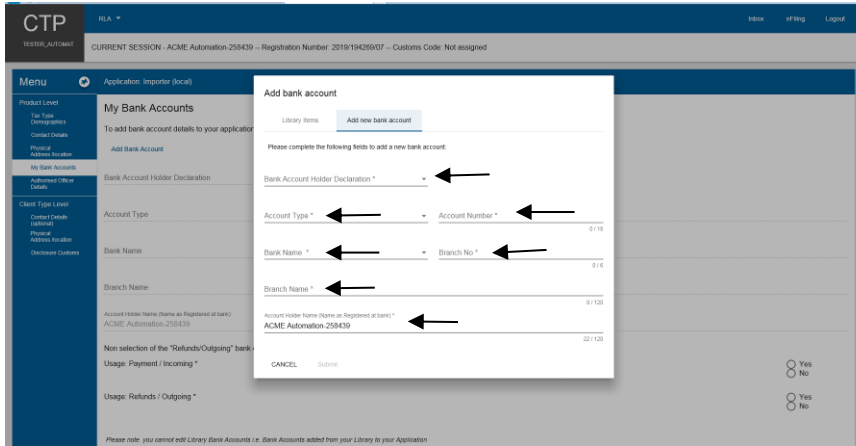 CTP
RLA
Inbox eFiling Logout
TESTER_AUTOMAT
CURRENT SESSION - ACME Automation-258439 -- Registration Number: 2019/194269/07 -- Customs Code: Not assigned
Menu
Application: Importer (local)
Product Level
Tax Type
Demographics
Contact Details
Physical
Address /location
My Bank Accounts
Authorised Officer
Details
Client Type Level
Contact Details
(optional)
Physical
Address /location
Disclosure Customs
My Bank Accounts
To add bank account details to your application
Add Bank Account
Bank Account Holder Declaration
Account Type
Bank Name
Branch Name
Account Holder Name (Name as Registered at bank)
ACME Automation-258439
Non selection of the "Refunds/Outgoing" bank
Usage: Payment / Incoming *
Yes
No
Usage: Refunds / Outgoing *
Yes
No
Please note you cannot edit Library Bank Accounts i.e. Bank Accounts added from your Library to your Application
Add bank account
Library Items Add new bank account
Please complete the following fields to add a new bank account:
Bank Account Holder Declaration *
Account Type * Account Number *
0 / 16
Bank Name * Branch No *
0 / 6
Branch Name *
0 / 120
Account Holder Name (Name as Registered at bank) *
ACME Automation-258439
22 / 120
CANCEL Submit